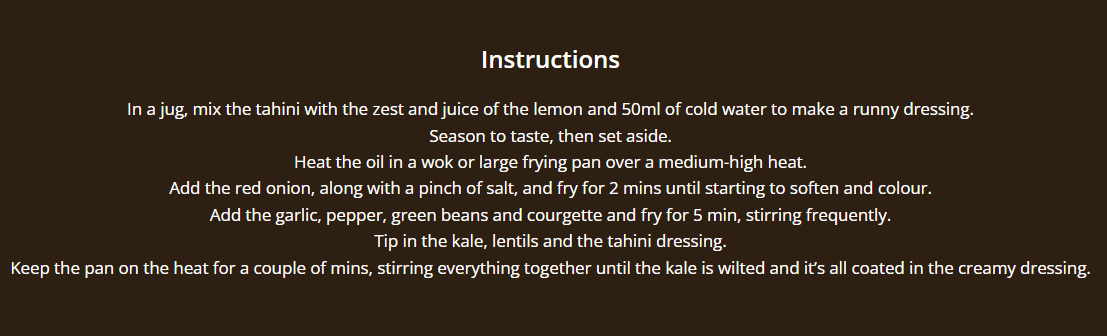 Instructions
In a jug, mix the tahini with the zest and juice of the lemon and 50ml of cold water to make a runny dressing.
Season to taste, then set aside.
Heat the oil in a wok or large frying pan over a medium-high heat.
Add the red onion, along with a pinch of salt, and fry for 2 mins until starting to soften and colour.
Add the garlic, pepper, green beans and courgette and fry for 5 min, stirring frequently.
Tip in the kale, lentils and the tahini dressing.
Keep the pan on the heat for a couple of mins, stirring everything together until the kale is wilted and it’s all coated in the creamy dressing.